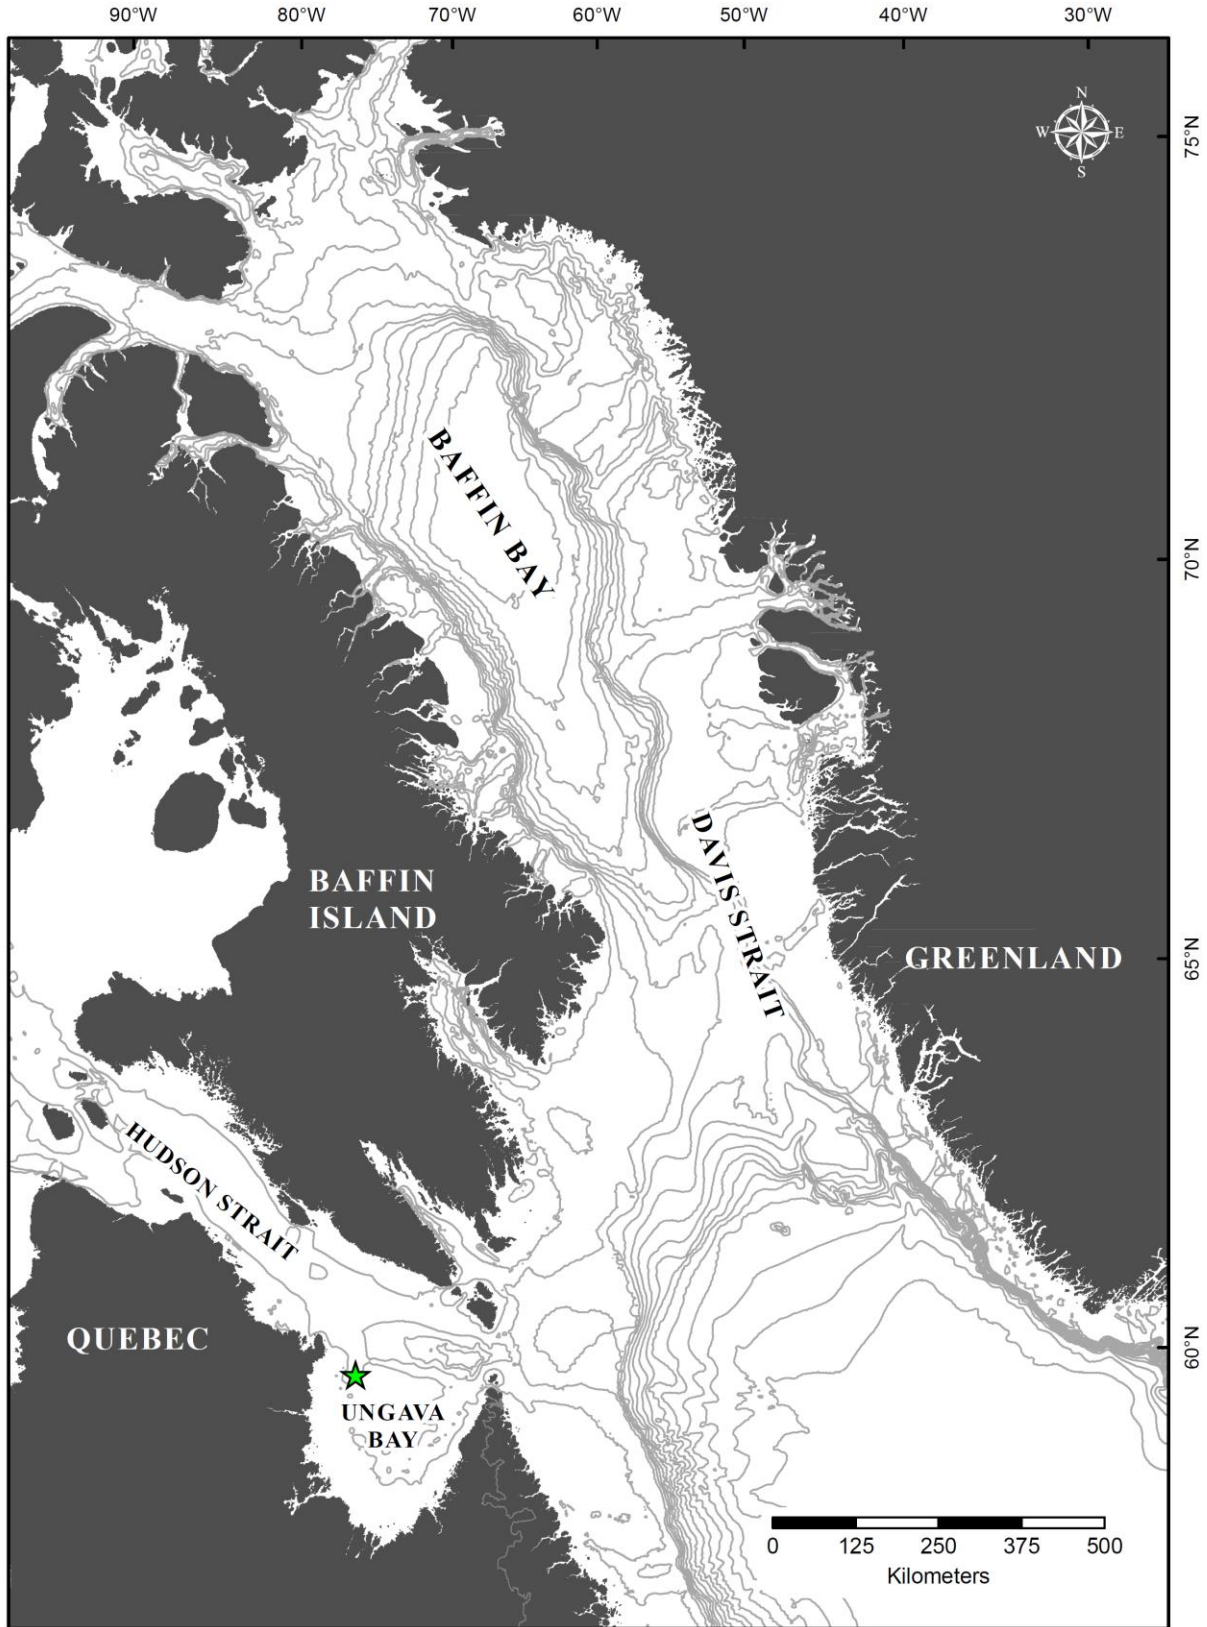 90°W 80°W 70°W 60°W 50°W 40°W 30°W
N
W E
S
75°N
BAFFIN BAY
70°N
DAVIS STRAIT
BAFFIN
ISLAND
GREENLAND
65°N
HUDSON STRAIT
QUEBEC
60°N
UNGAVA
BAY
0 125 250 375 500
Kilometers